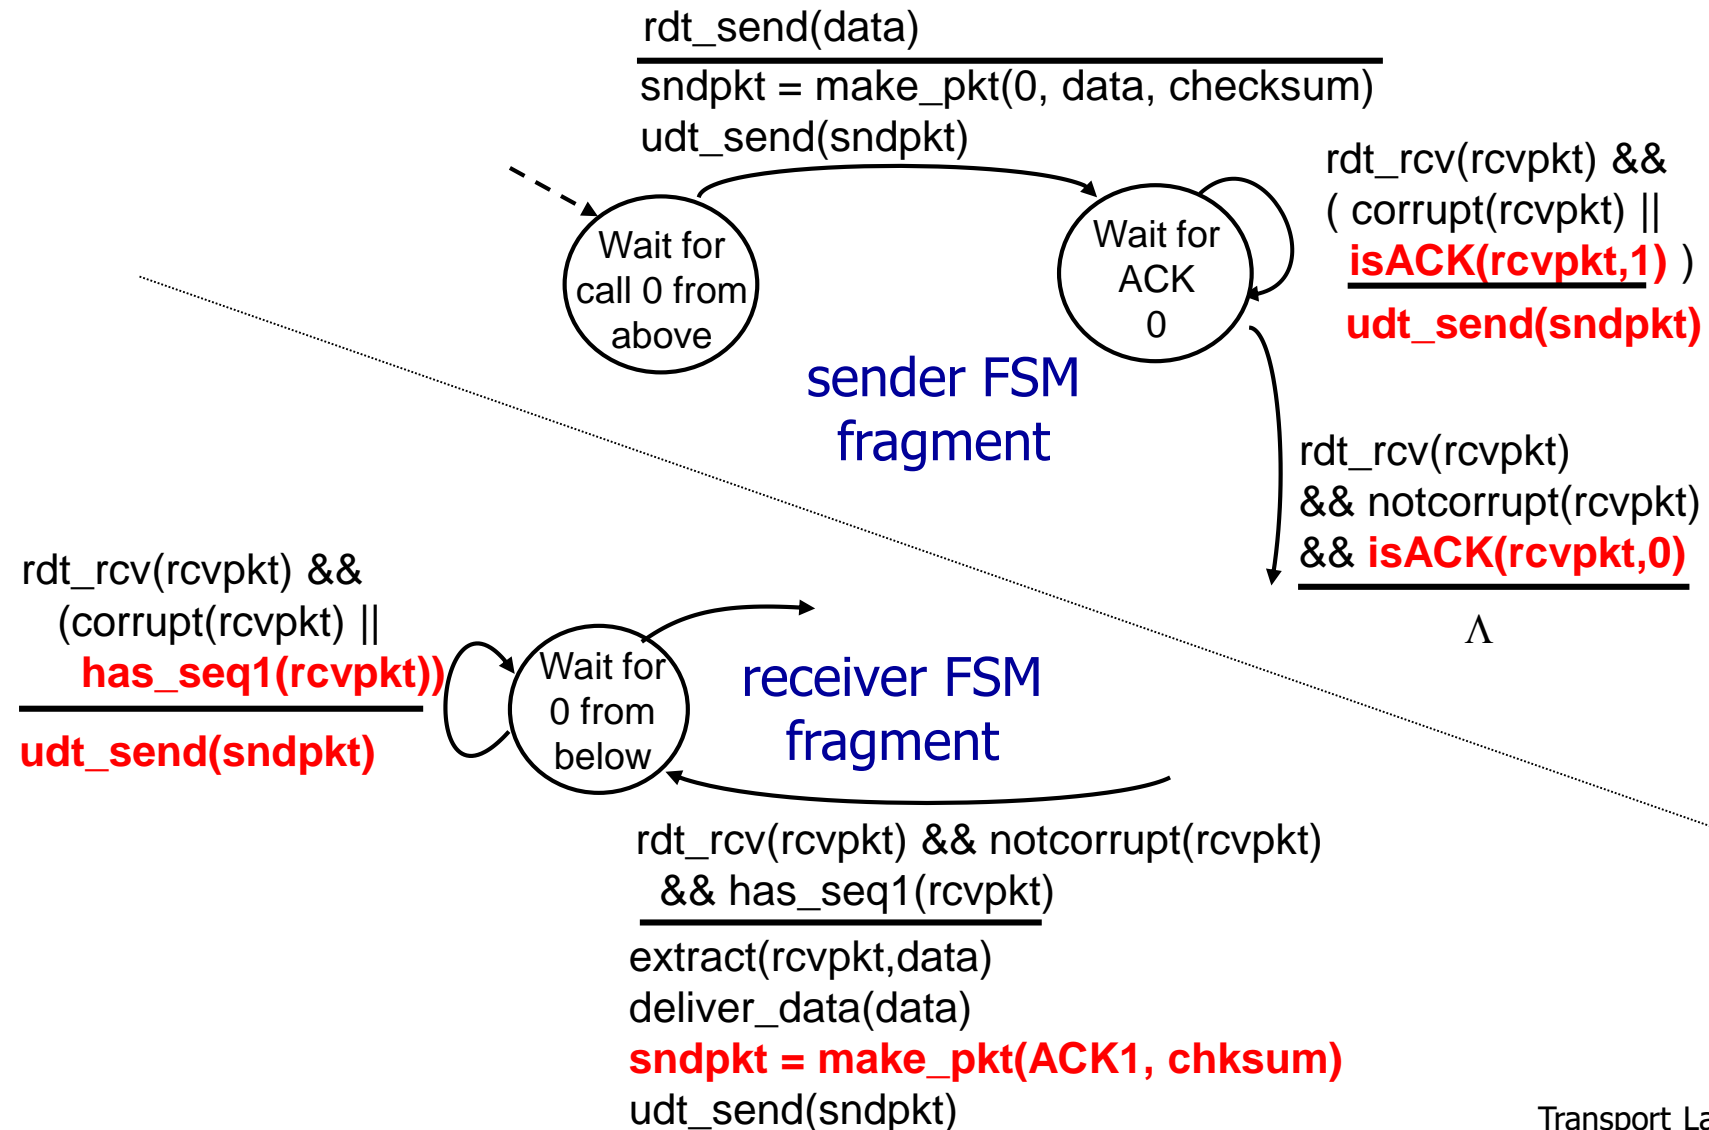 rdt_send(data)
sndpkt = make_pkt(0, data, checksum)
udt_send(sndpkt)
Wait for
call 0 from
above
Wait for
ACK
0
rdt_rcv(rcvpkt) &&
( corrupt(rcvpkt) ||
isACK(rcvpkt,1) )
udt_send(sndpkt)
sender FSM
fragment
rdt_rcv(rcvpkt)
&& notcorrupt(rcvpkt)
&& isACK(rcvpkt,0)
Λ
rdt_rcv(rcvpkt) &&
(corrupt(rcvpkt) ||
has_seq1(rcvpkt))
udt_send(sndpkt)
Wait for
0 from
below
receiver FSM
fragment
rdt_rcv(rcvpkt) && notcorrupt(rcvpkt)
&& has_seq1(rcvpkt)
extract(rcvpkt,data)
deliver_data(data)
sndpkt = make_pkt(ACK1, chksum)
udt_send(sndpkt)
Transport